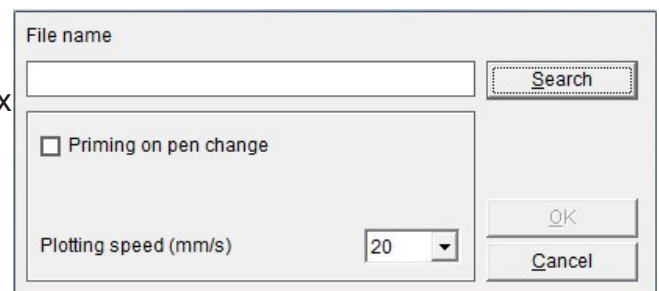 File name
Search
x
Priming on pen change
OK
Plotting speed (mm/s) 20
Cancel